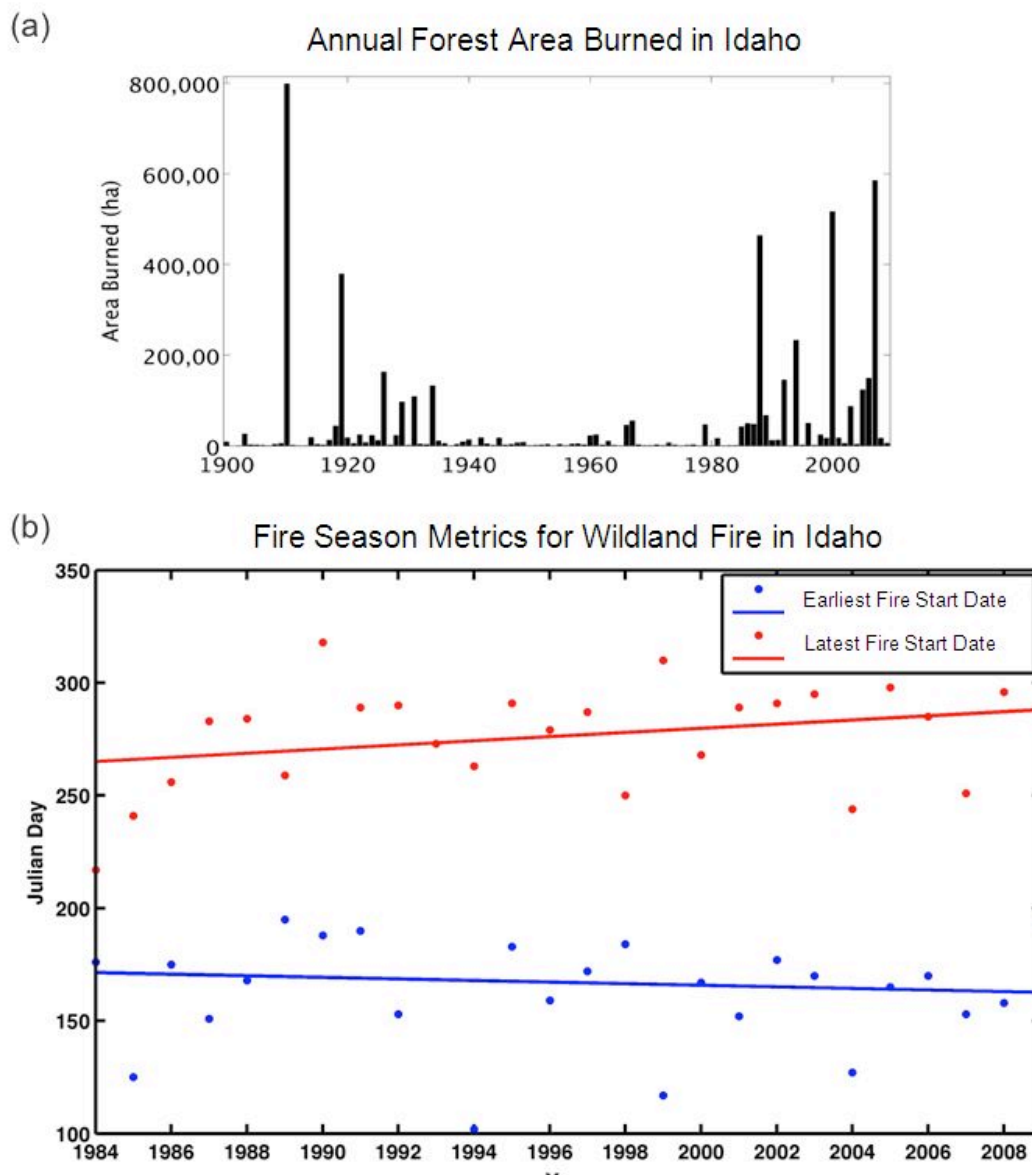 (a)
Annual Forest Area Burned in Idaho
800,000
600,00
400,00
200,00
0
Area Burned (ha)
1900 1920 1940 1960 1980 2000
(b)
Fire Season Metrics for Wildland Fire in Idaho
350
300
250
200
150
100
Julian Day
Earliest Fire Start Date
Latest Fire Start Date
1984 1986 1988 1990 1992 1994 1996 1998 2000 2002 2004 2006 2008